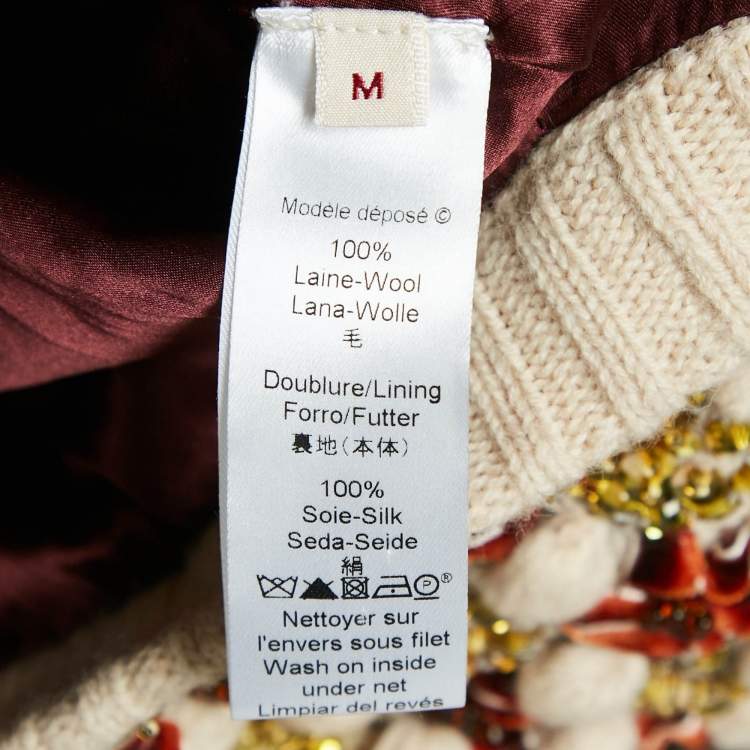 M
Modèle déposé ©
100%
Laine-Wool
Lana-Wolle
毛
Doublure/Lining
Forro/Futter
裏地(本体)
100%
Soie-Silk
Seda-Seide
絹
P®
Nettoyer sur
l'envers sous filet
Wash on inside
under net
Limpiar del revés